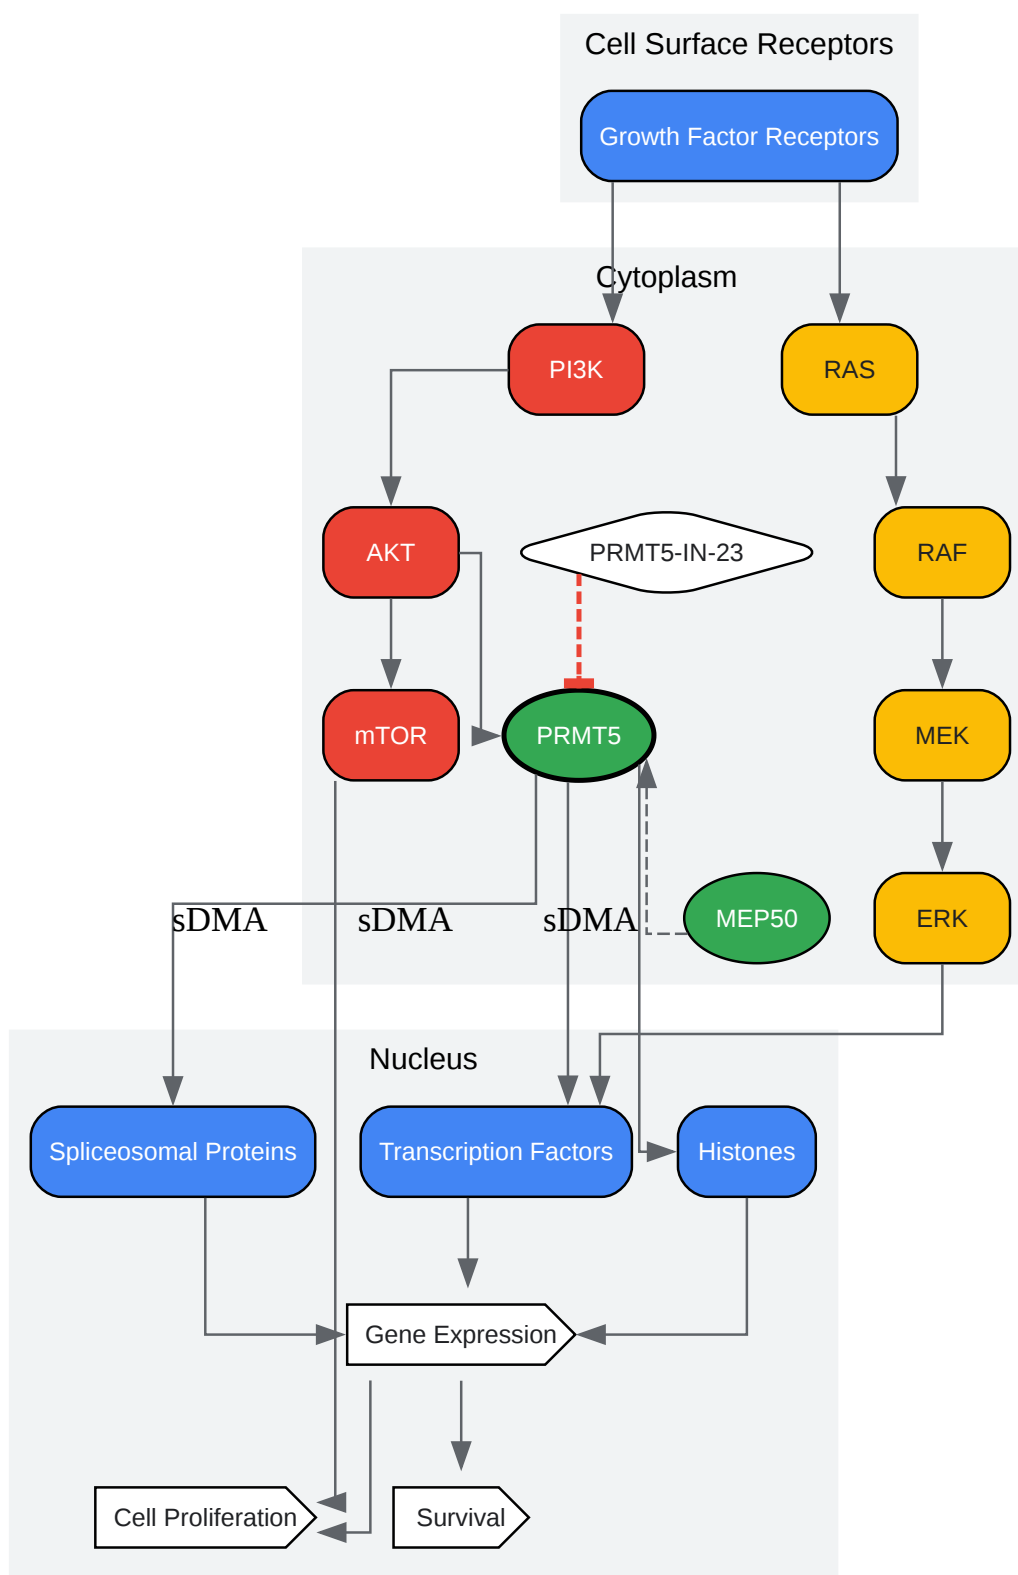 Cell Surface Receptors
Growth Factor Receptors
Cytoplasm
PI3K
RAS
AKT
PRMT5-IN-23
RAF
mTOR
PRMT5
MEK
sDMA
sDMA
sDMA
MEP50
ERK
Nucleus
Spliceosomal Proteins
Transcription Factors
Histones
Gene Expression
Cell Proliferation
Survival